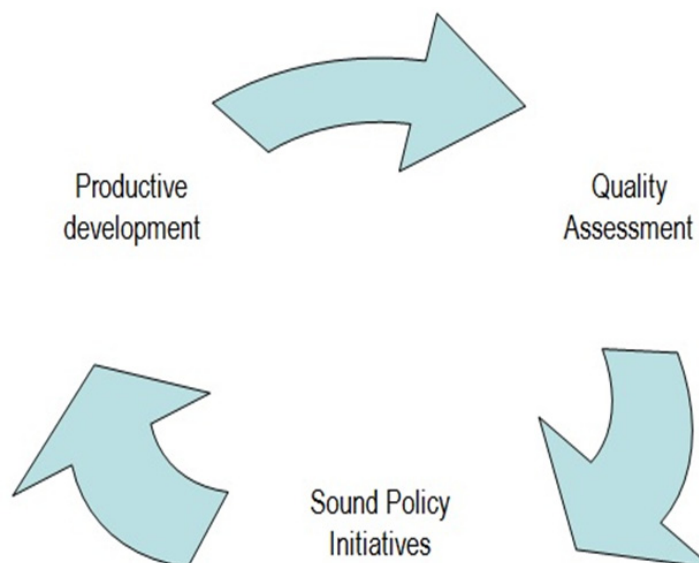 Productive
development
Quality
Assessment
Sound Policy
Initiatives